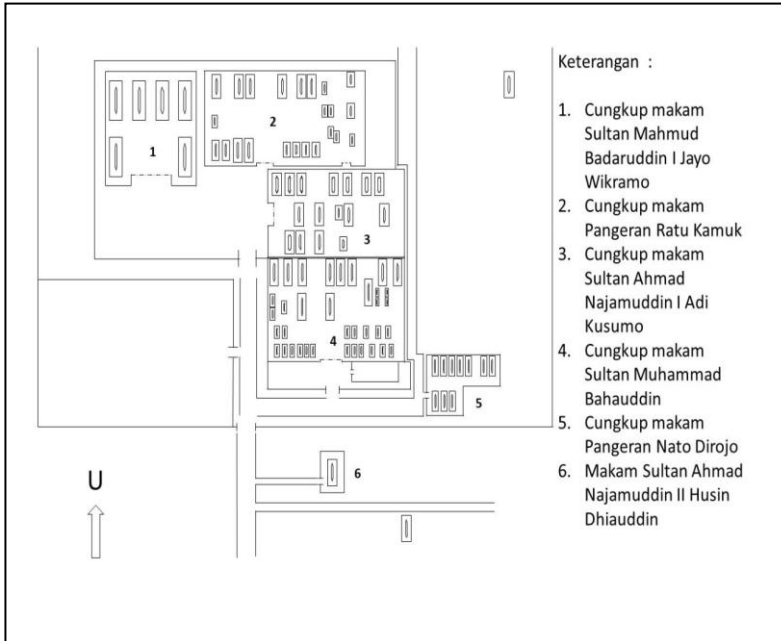 Keterangan :
1. Cungkup makam
Sultan Mahmud
Badaruddin I Jayo
Wikramo
2. Cungkup makam
Pangeran Ratu Kamuk
3. Cungkup makam
Sultan Ahmad
Najamuddin I Adi
Kusumo
4. Cungkup makam
Sultan Muhammad
Bahauddin
5. Cungkup makam
Pangeran Nato Dirojo
6. Makam Sultan Ahmad
Najamuddin II Husin
Dhiauddin
1
2
3
4
5
6
U